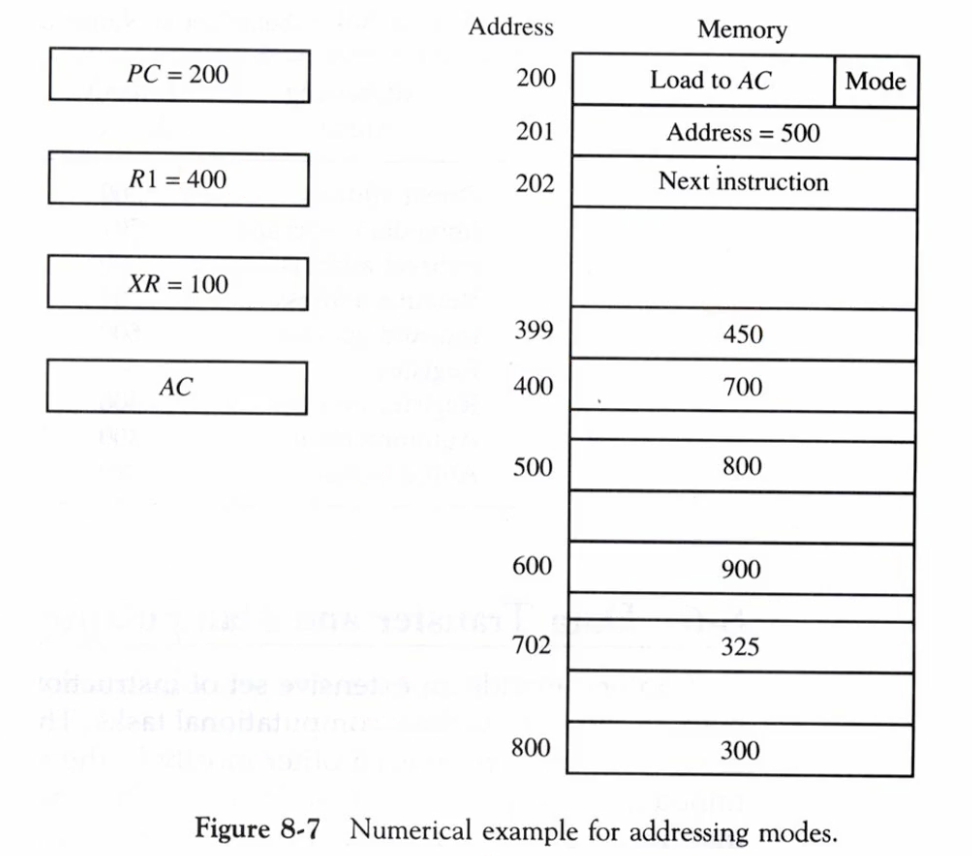 Address Memory
PC = 200
200 Load to AC Mode
201 Address = 500
R1 = 400
202 Next instruction
XR = 100
399 450
AC
400 700
500 800
600 900
702 325
800 300
Figure 8-7 Numerical example for addressing modes.